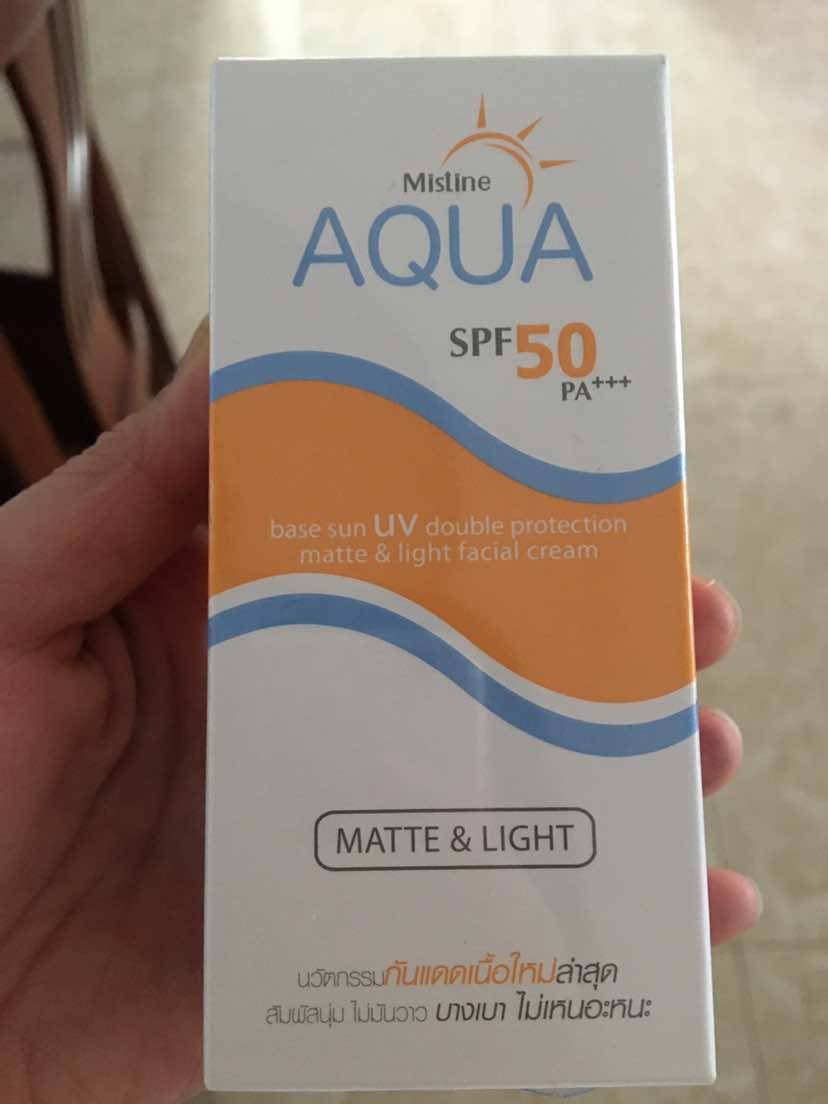 Mistine
AQUA
SPF50
PA+++
base sun UV double protection
matte & light facial cream
MATTE & LIGHT
นวัตกรรมกันแดดเนื้อใหม่ล่าสุด
สัมผัสนุ่ม ไม่มันวาว บางเบา ไม่เหนอะหนะ